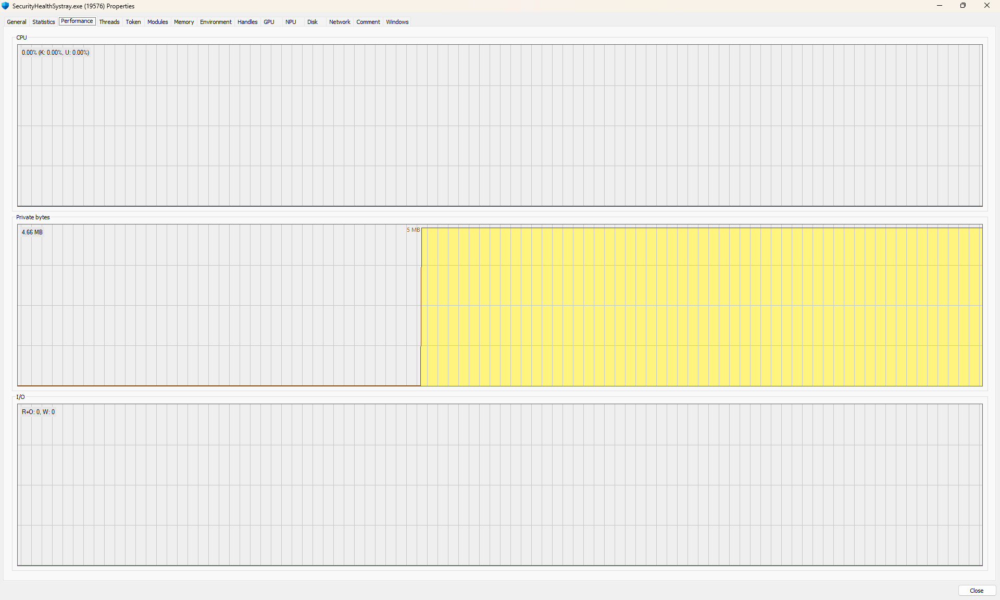 SecurityHealthSystray.exe (19576) Properties
General Statistics Performance Threads Token Modules Memory Environment Handles GPU NPU Disk Network Comment Windows
CPU
0.00% (K: 0.00%, U: 0.00%)
Private bytes
4.66 MB
5 MB
I/O
R+O: 0, W: 0
Close